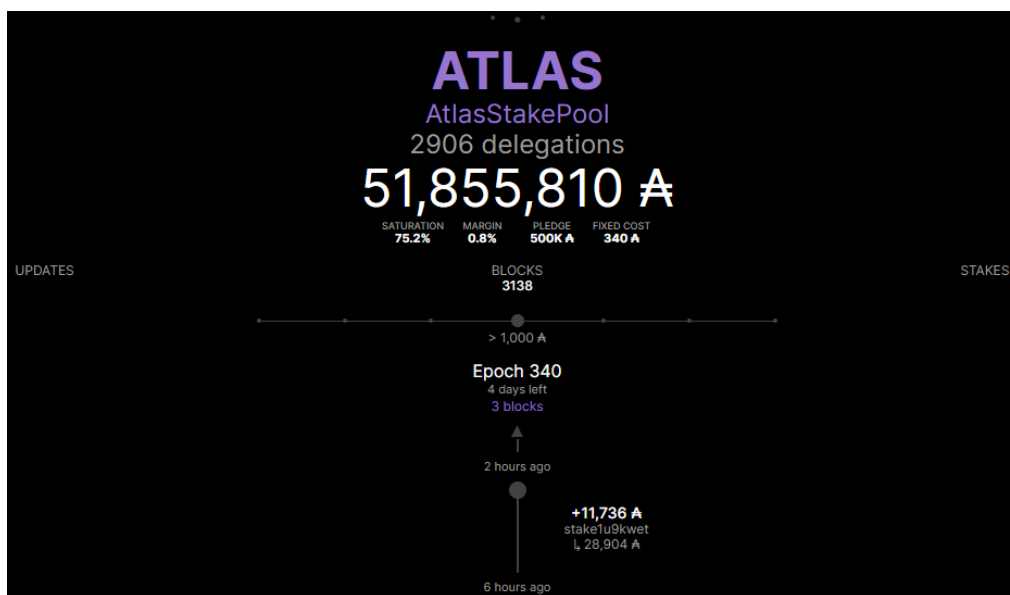 ATLAS
AtlasStakePool
2906 delegations
51,855,810 ₳
SATURATION MARGIN PLEDGE FIXED COST
75.2% 0.8% 500K ₳ 340 ₳
UPDATES BLOCKS STAKES
3138
> 1,000 ₳
Epoch 340
4 days left
3 blocks
2 hours ago
+11,736 ₳
stake1u9kwet
↳ 28,904 ₳
6 hours ago